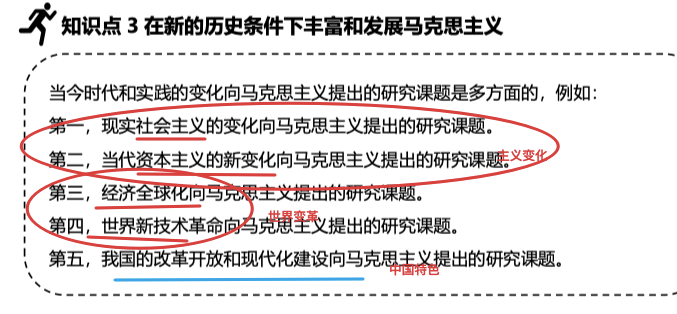 知识点 3 在新的历史条件下丰富和发展马克思主义
当今时代和实践的变化向马克思主义提出的研究课题是多方面的，例如：
第一，现实社会主义的变化向马克思主义提出的研究课题。
第二，当代资本主义的新变化向马克思主义提出的研究课题。
主义变化
第三，经济全球化向马克思主义提出的研究课题。
世界变革
第四，世界新技术革命向马克思主义提出的研究课题。
第五，我国的改革开放和现代化建设向马克思主义提出的研究课题。
中国特色